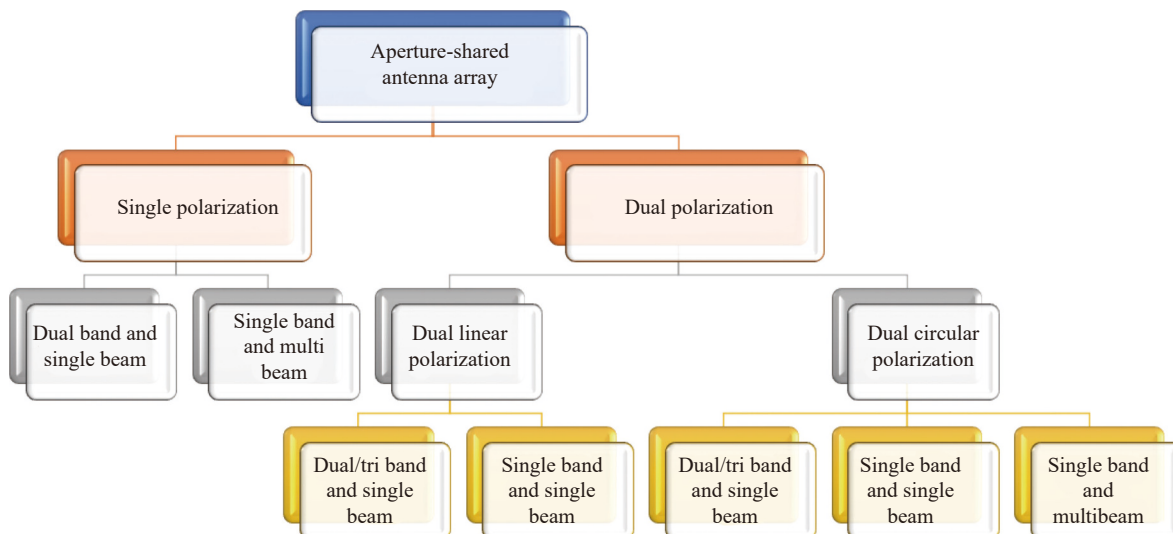 Aperture-shared
antenna array
Single polarization
Dual polarization
Dual band and
single beam
Single band
and multi
beam
Dual linear
polarization
Dual circular
polarization
Dual/tri band
and single
beam
Single band
and single
beam
Dual/tri band
and single
beam
Single band
and single
beam
Single band
and
multibeam